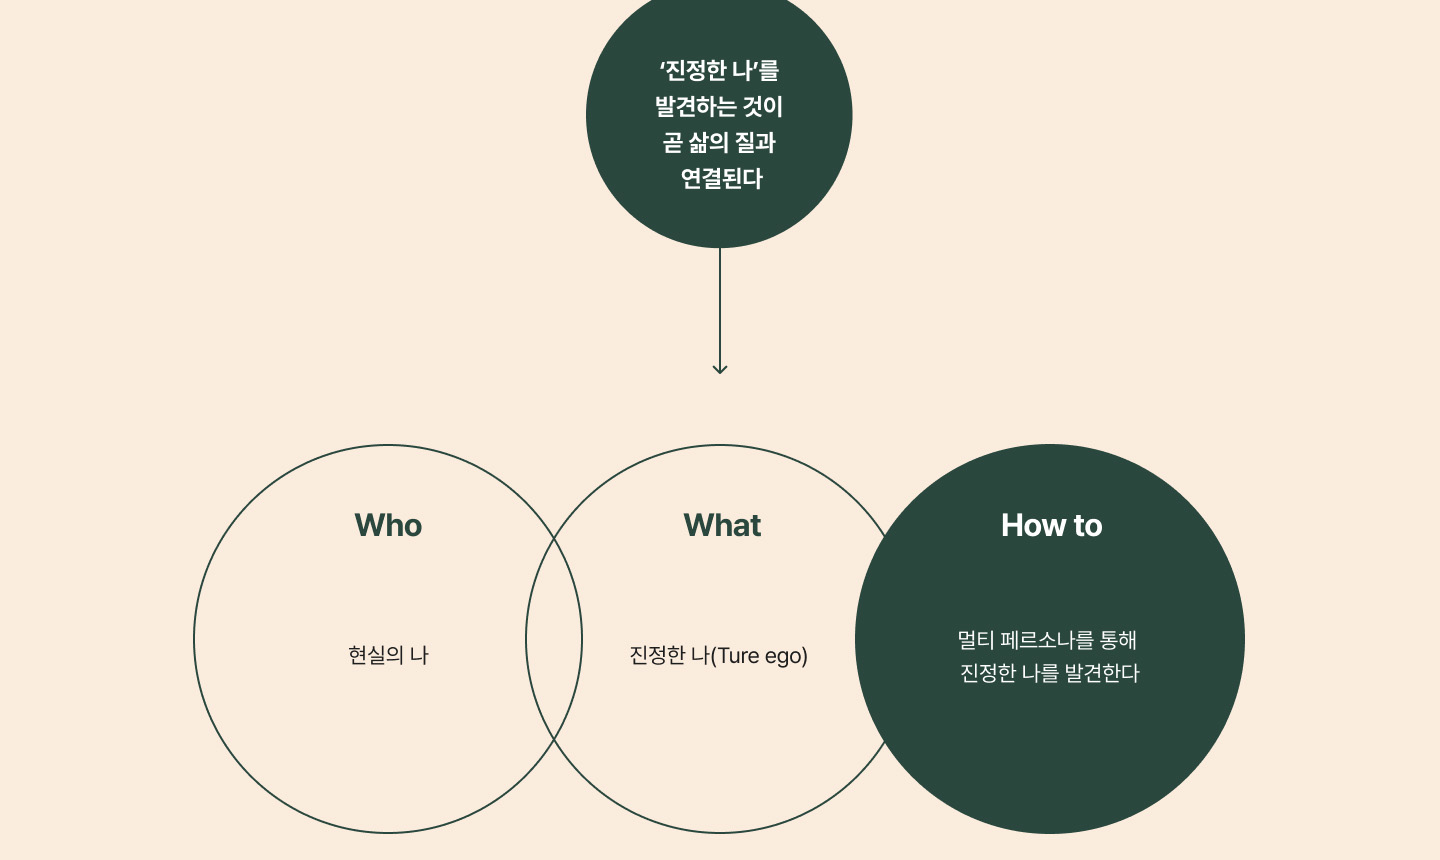 ‘진정한 나’를
발견하는 것이
곧 삶의 질과
연결된다
Who
현실의 나
What
진정한 나(Ture ego)
How to
멀티 페르소나를 통해
진정한 나를 발견한다